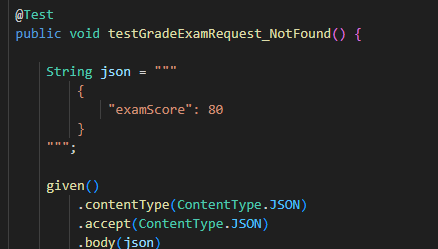 @Test
public void testGradeExamRequest_NotFound() {
String json = """
{
"examScore": 80
}
""";
given()
.contentType(ContentType.JSON)
.accept(ContentType.JSON)
.body(json)